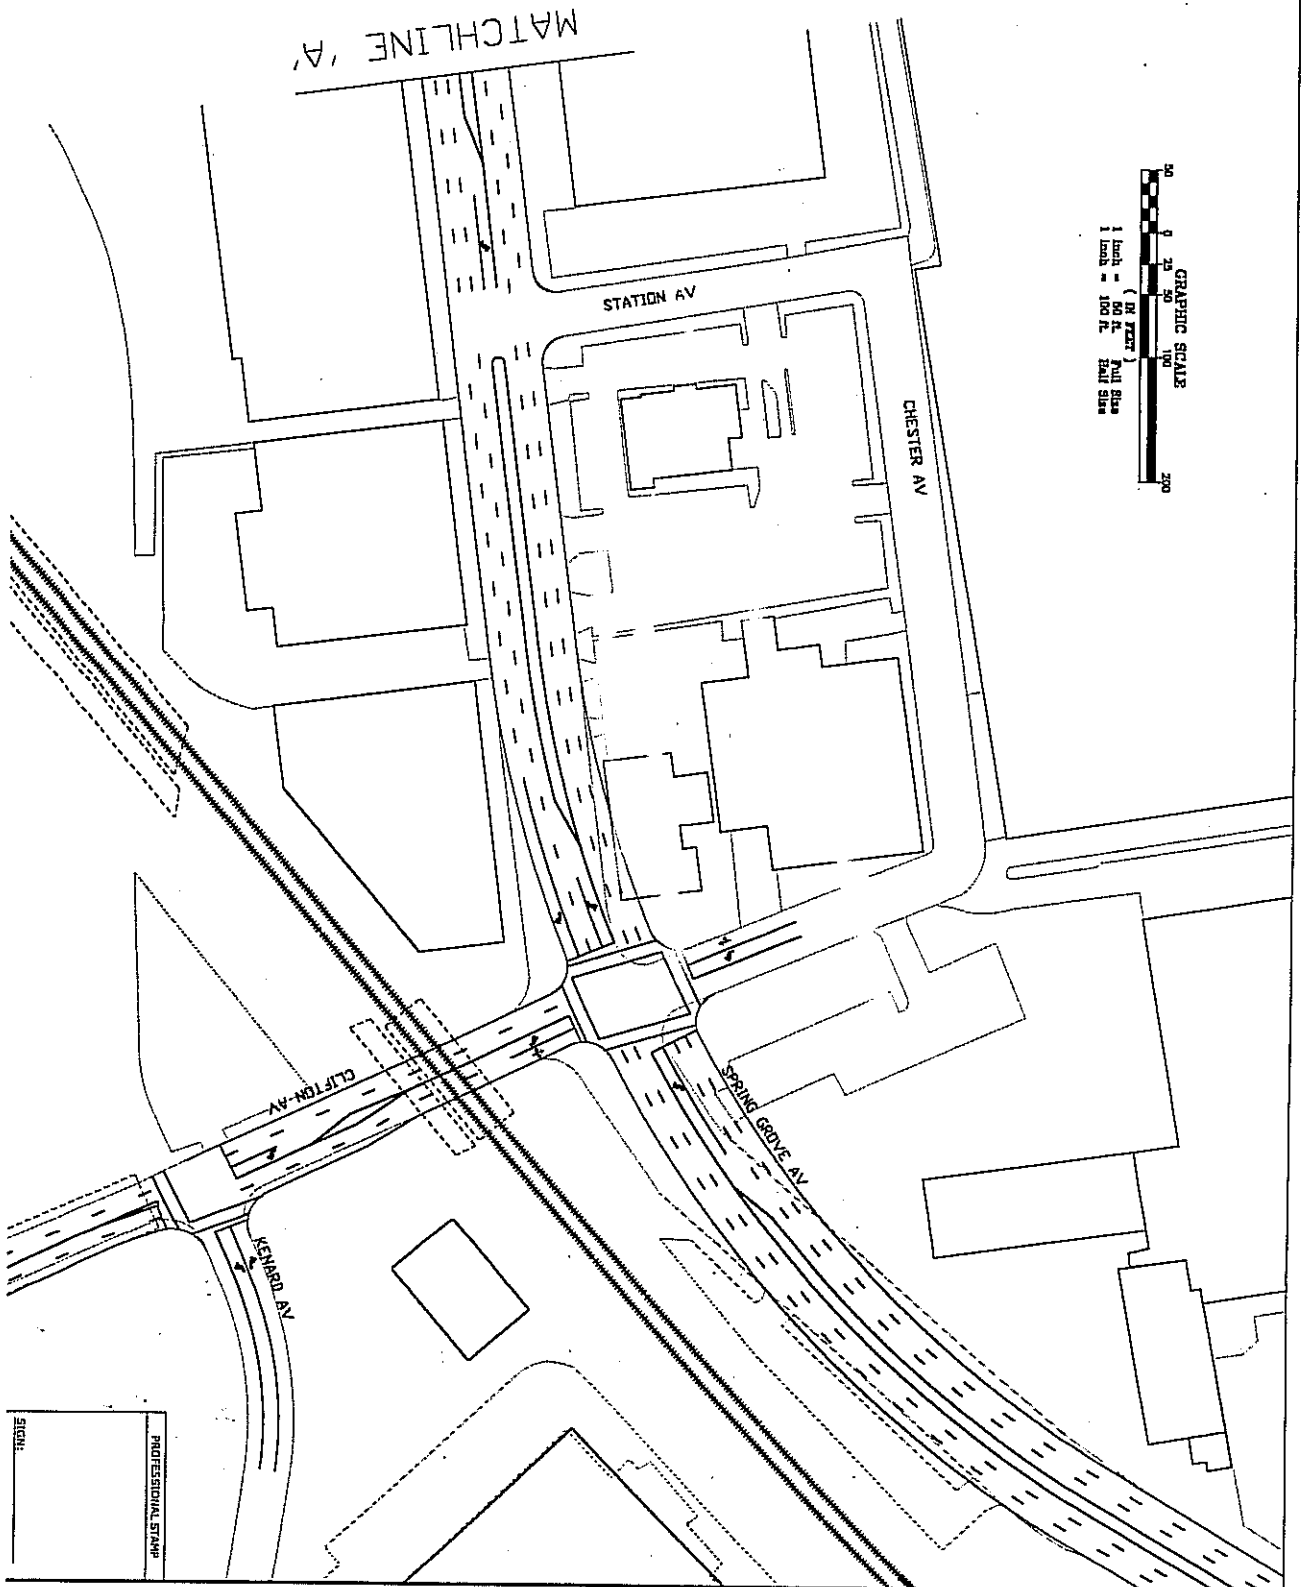 MATCHLINE 'A'
GRAPHIC SCALE
50 0 25 50 100 200
( IN FEET )
1 inch = 50 ft. Full Size
1 inch = 100 ft. Half Size
STATION AV
CHESTER AV
SPRING GROVE AV
CLIFTON AV
KENARD AV
PROFESSIONAL STAMP
SIGN: